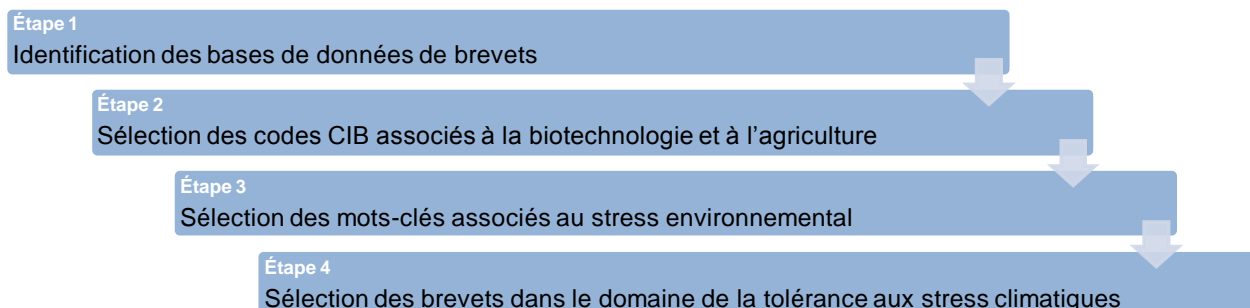 Étape 1
Identification des bases de données de brevets
Étape 2
Sélection des codes CIB associés à la biotechnologie et à l'agriculture
Étape 3
Sélection des mots-clés associés au stress environnemental
Étape 4
Sélection des brevets dans le domaine de la tolérance aux stress climatiques